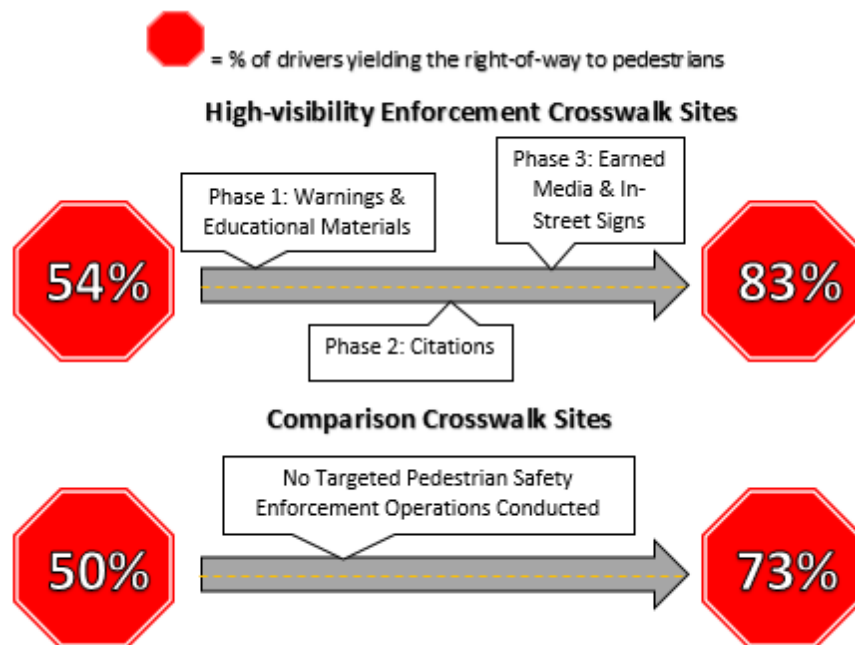 = % of drivers yielding the right-of-way to pedestrians
High-visibility Enforcement Crosswalk Sites
Phase 3: Earned
Media & In-
Street Signs
Phase 1: Warnings &
Educational Materials
54%
83%
Phase 2: Citations
Comparison Crosswalk Sites
No Targeted Pedestrian Safety
Enforcement Operations Conducted
50%
73%